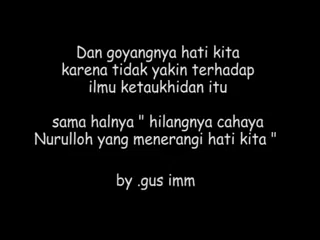 Dan goyangnya hati kita
karena tidak yakin terhadap
ilmu ketaukhidan itu
sama halnya " hilangnya cahaya
Nurulloh yang menerangi hati kita "
by .gus imm